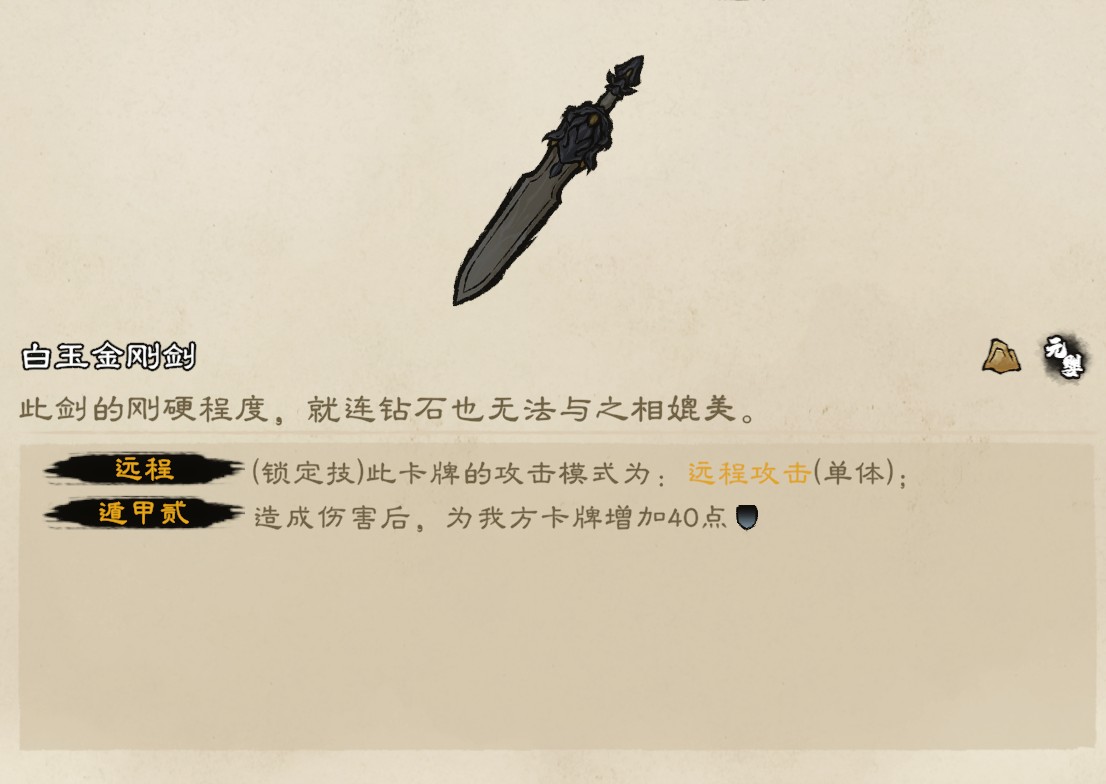 白玉金刚剑
元婴
此剑的刚硬程度，就连钻石也无法与之相媲美。
远程 (锁定技)此卡牌的攻击模式为：远程攻击(单体)；
遁甲贰 造成伤害后，为我方卡牌增加40点